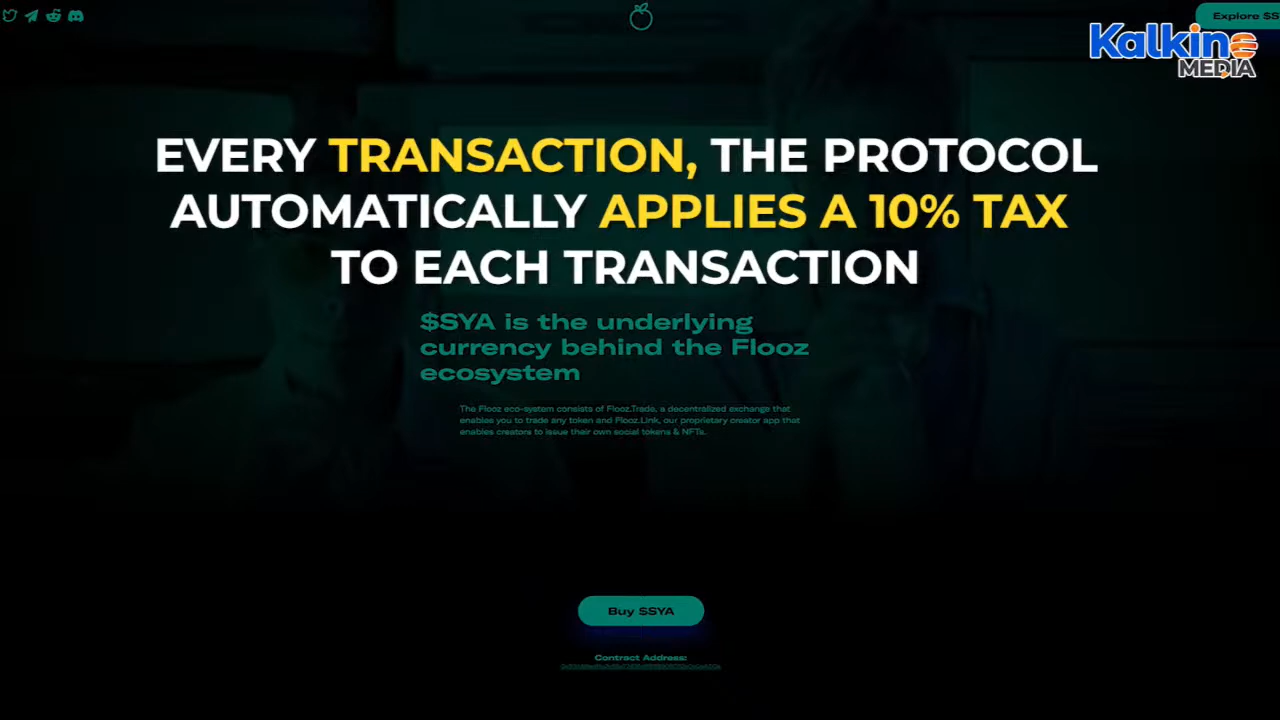 Explore $S
Kalkine
MEDIA
EVERY TRANSACTION, THE PROTOCOL
AUTOMATICALLY APPLIES A 10% TAX
TO EACH TRANSACTION
$SYA is the underlying
currency behind the Flooz
ecosystem
The Flooz eco-system consists of Flooz.Trade, a decentralized exchange that
enables you to trade any token and Flooz.Link, our proprietary creator app that
enables creators to issue their own social tokens & NFTs.
Buy $SYA
Contract Address: